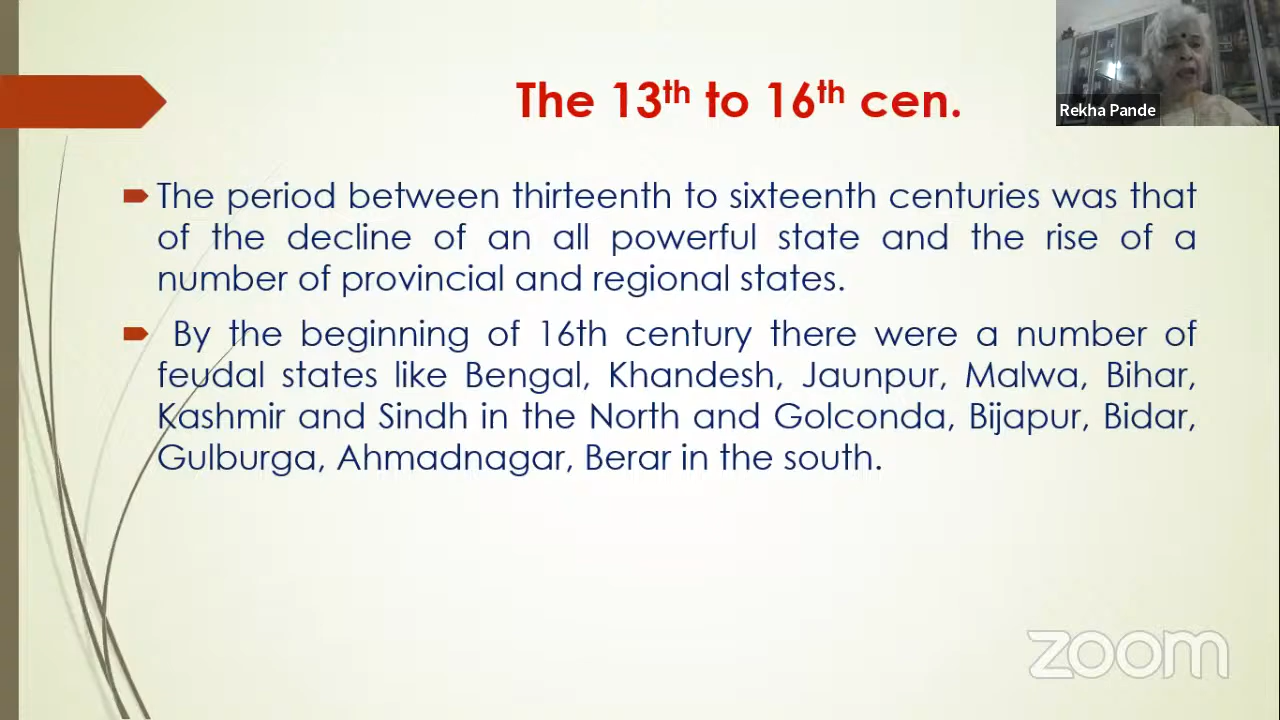 The 13th to 16th cen.
Rekha Pande
The period between thirteenth to sixteenth centuries was that
of the decline of an all powerful state and the rise of a
number of provincial and regional states.
By the beginning of 16th century there were a number of
feudal states like Bengal, Khandesh, Jaunpur, Malwa, Bihar,
Kashmir and Sindh in the North and Golconda, Bijapur, Bidar,
Gulburga, Ahmadnagar, Berar in the south.
zoom